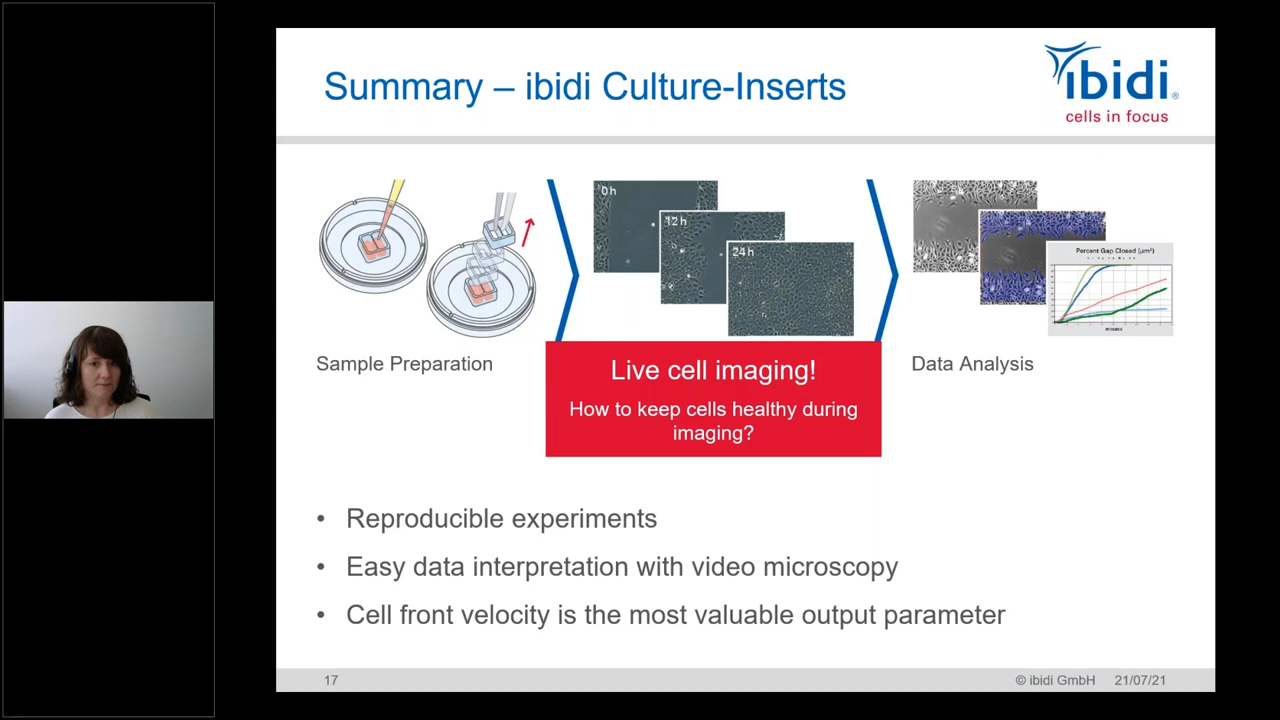 Summary – ibidi Culture-Inserts
ibidi®
cells in focus
0 h
12 h
24 h
Percent Gap Closed (µm²)
minutes
Sample Preparation
Live cell imaging!
How to keep cells healthy during
imaging?
Data Analysis
• Reproducible experiments
• Easy data interpretation with video microscopy
• Cell front velocity is the most valuable output parameter
17
© ibidi GmbH
21/07/21